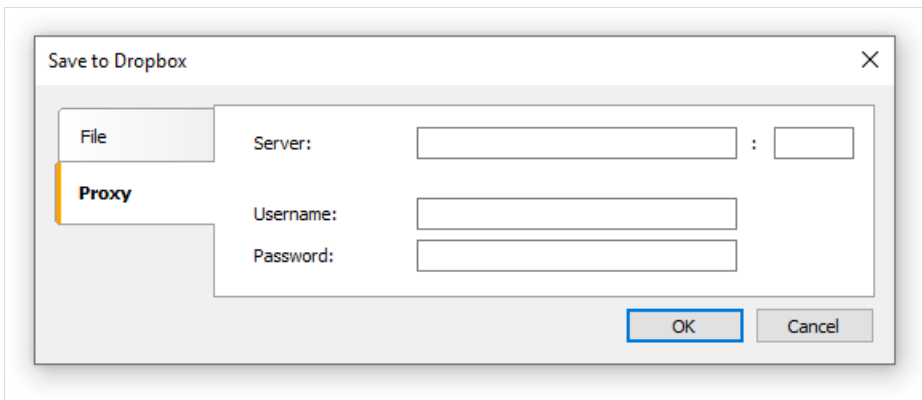 Save to Dropbox
File
Proxy
Server: :
Username:
Password:
OK Cancel